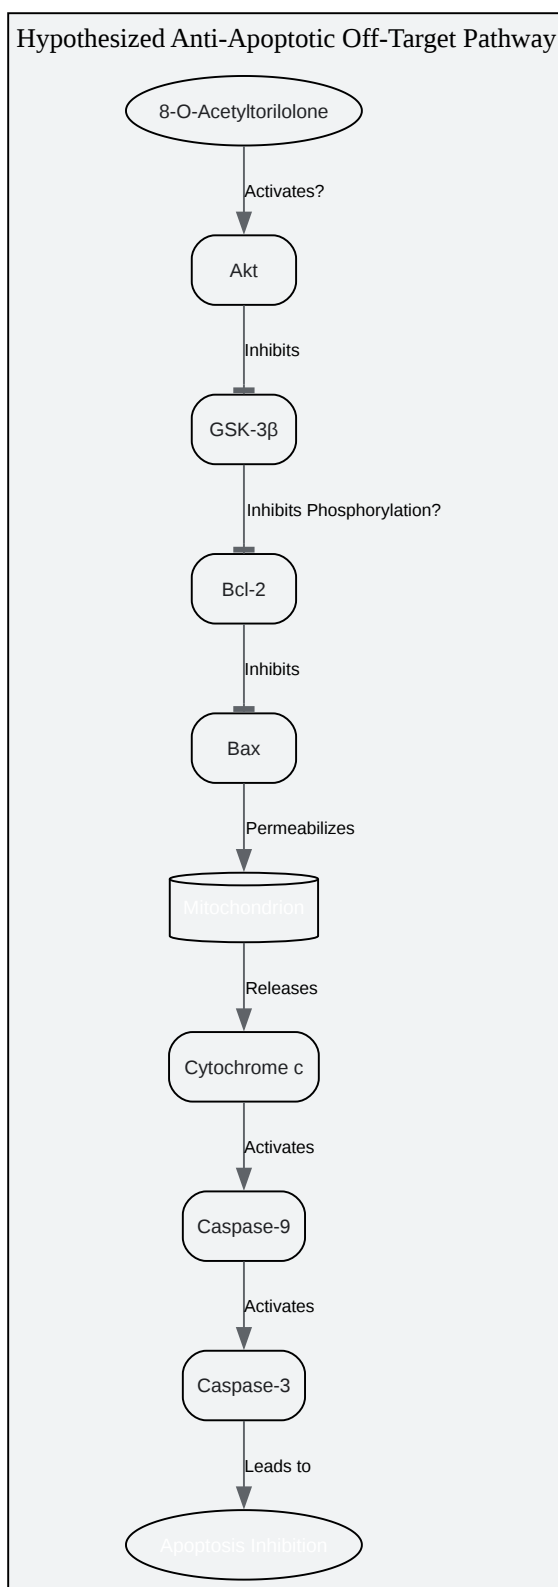 Hypothesized Anti-Apoptotic Off-Target Pathway
8-O-Acetyltorilolone
Activates?
Akt
Inhibits
GSK-3β
Inhibits Phosphorylation?
Bcl-2
Inhibits
Bax
Permeabilizes
Mitochondrion
Releases
Cytochrome c
Activates
Caspase-9
Activates
Caspase-3
Leads to
Apoptosis Inhibition